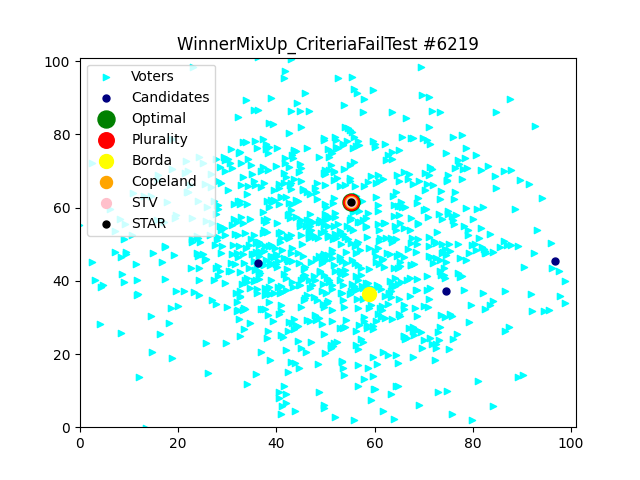 WinnerMixUp_CriteriaFailTest #6219
100
80
60
40
20
0
Voters
Candidates
Optimal
Plurality
Borda
Copeland
STV
STAR
0 20 40 60 80 100